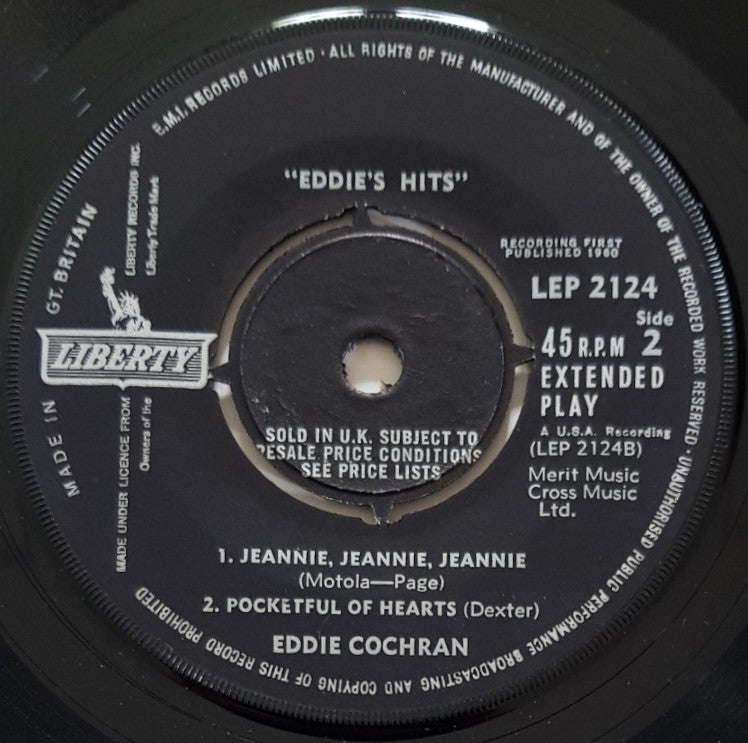 E.M.I. RECORDS LIMITED · ALL RIGHTS OF THE MANUFACTURER AND OF THE OWNER OF THE RECORDED WORK RESERVED · UNAUTHORISED PUBLIC PERFORMANCE BROADCASTING AND COPYING OF THIS RECORD PROHIBITED
MADE IN GT. BRITAIN
"EDDIE'S HITS"
LIBERTY
LIBERTY RECORDS INC.
Liberty Trade Mark
MADE UNDER LICENCE FROM
Owners of the
RECORDING FIRST
PUBLISHED 1960
LEP 2124
Side
45 R.P.M 2
EXTENDED
PLAY
A U.S.A. Recording
(LEP 2124B)
Merit Music
Cross Music
Ltd.
SOLD IN U.K. SUBJECT TO
RESALE PRICE CONDITIONS
SEE PRICE LISTS
1. JEANNIE, JEANNIE, JEANNIE
(Motola—Page)
2. POCKETFUL OF HEARTS (Dexter)
EDDIE COCHRAN